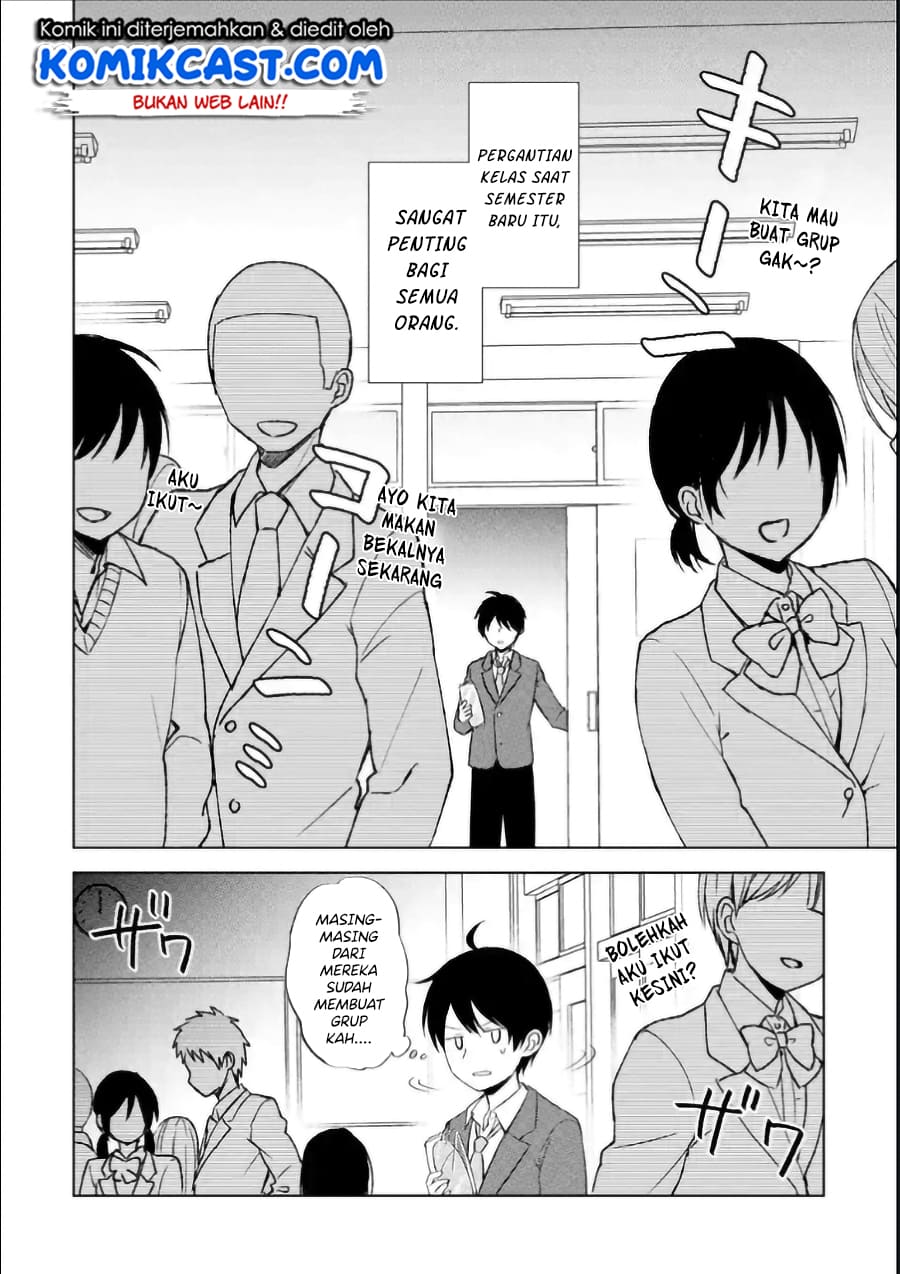 Komik ini diterjemahkan & diedit oleh
KOMIKCAST.COM
BUKAN WEB LAIN!!
PERGANTIAN
KELAS SAAT
SEMESTER
BARU ITU,
SANGAT
PENTING
BAGI
SEMUA
ORANG.
キーンコーン
KITA MAU
BUAT GRUP
GAK~?
AKU
IKUT~
AYO KITA
MAKAN
BEKALNYA
SEKARANG
MASING-
MASING
DARI
MEREKA
SUDAH
MEMBUAT
GRUP
KAH....
BOLEHKAH
AKU IKUT
KESINI?
ザワ
ザワ